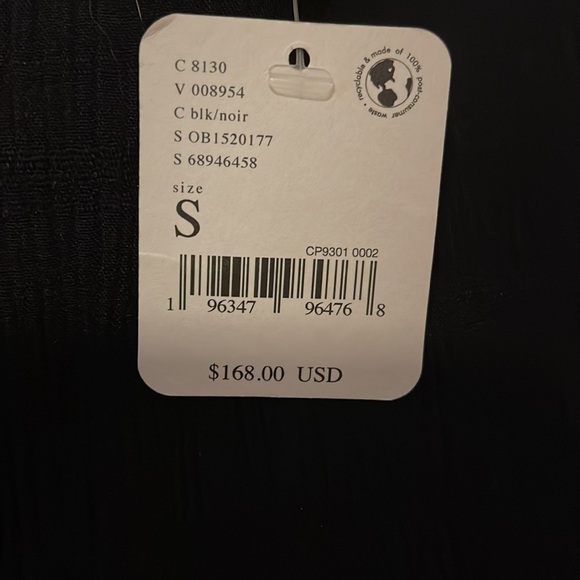 C 8130
V 008954
C blk/noir
S OB1520177
S 68946458
size
S
CP9301 0002
1 96347 96476 8
$168.00 USD
recyclable & made of 100% post-consumer waste •